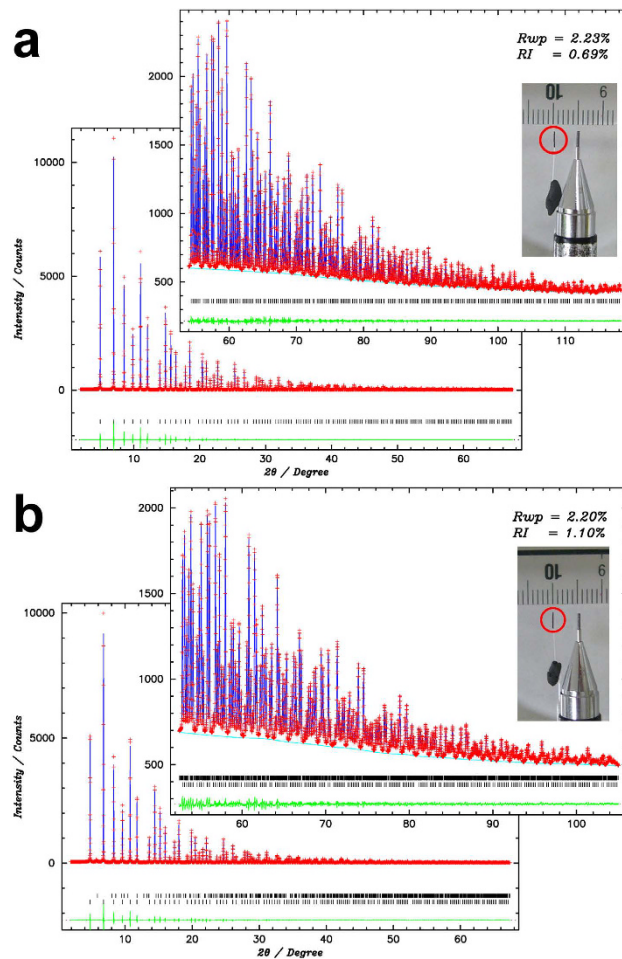 a
Rwp = 2.23%
RI = 0.69%
2000
1500
1000
500
60 70 80 90 100 110
10 6
10000
5000
0
10 20 30 40 50 60
2θ / Degree
Intensity / Counts
b
Rwp = 2.20%
RI = 1.10%
2000
1500
1000
500
60 70 80 90 100
10 6
10000
5000
0
10 20 30 40 50 60
2θ / Degree
Intensity / Counts